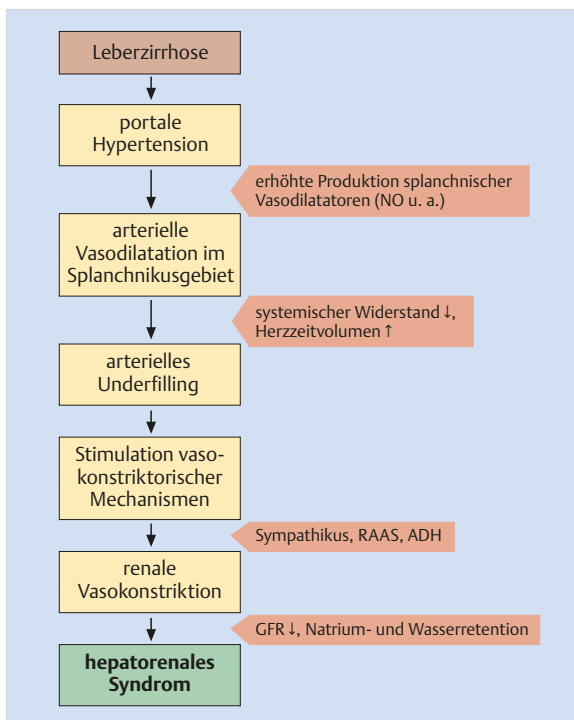 Leberzirrhose
portale
Hypertension
erhöhte Produktion splanchnischer
Vasodilatatoren (NO u. a.)
arterielle
Vasodilatation im
Splanchnikusgebiet
systemischer Widerstand ↓,
Herzzeitvolumen ↑
arterielles
Underfilling
Stimulation vaso-
konstriktorischer
Mechanismen
Sympathikus, RAAS, ADH
renale
Vasokonstriktion
GFR ↓, Natrium- und Wasserretention
hepatorenales
Syndrom